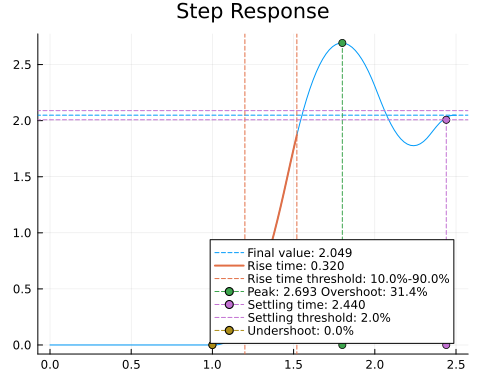 Step Response
2.5
2.0
1.5
1.0
0.5
0.0
Final value: 2.049
Rise time: 0.320
Rise time threshold: 10.0%-90.0%
Peak: 2.693 Overshoot: 31.4%
Settling time: 2.440
Settling threshold: 2.0%
Undershoot: 0.0%
0.0 0.5 1.0 1.5 2.0 2.5